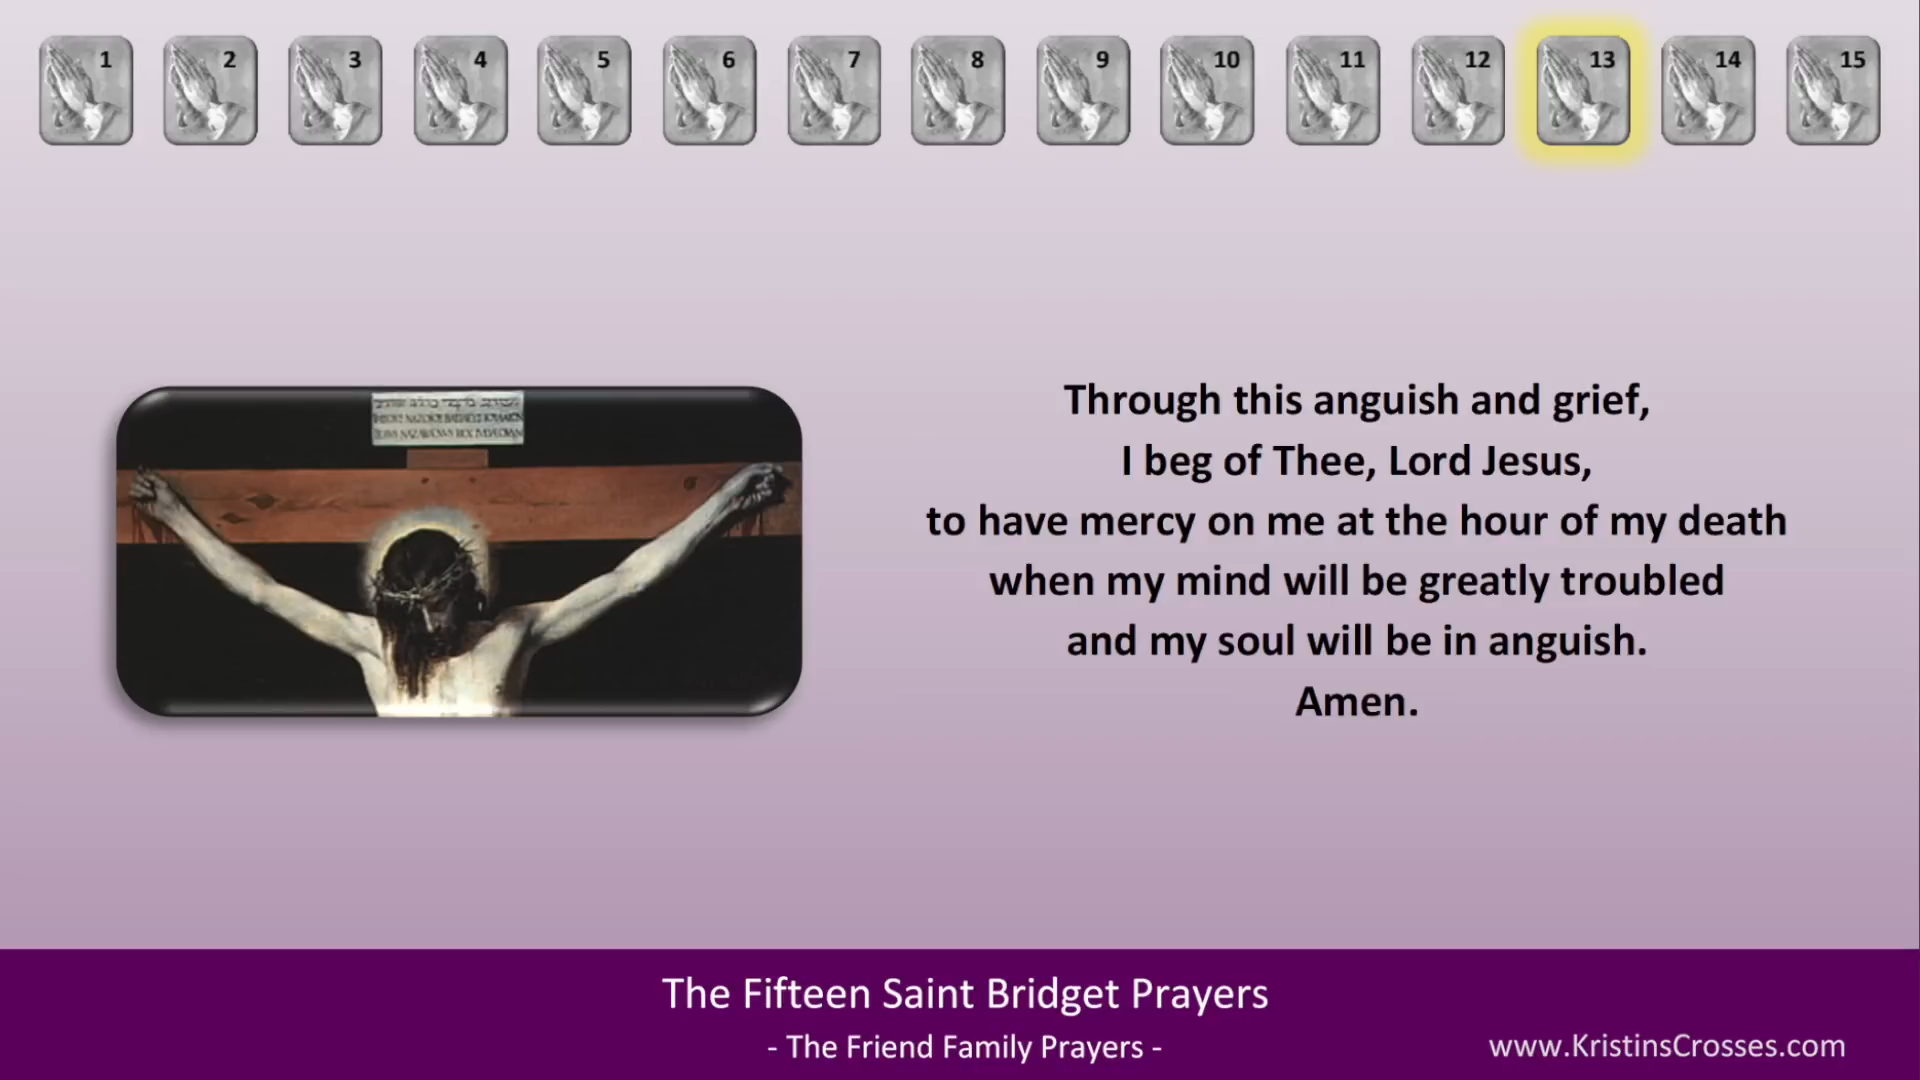 1 2 3 4 5 6 7 8 9 10 11 12 13 14 15
Through this anguish and grief,
I beg of Thee, Lord Jesus,
to have mercy on me at the hour of my death
when my mind will be greatly troubled
and my soul will be in anguish.
Amen.
The Fifteen Saint Bridget Prayers
- The Friend Family Prayers -
www.KristinsCrosses.com